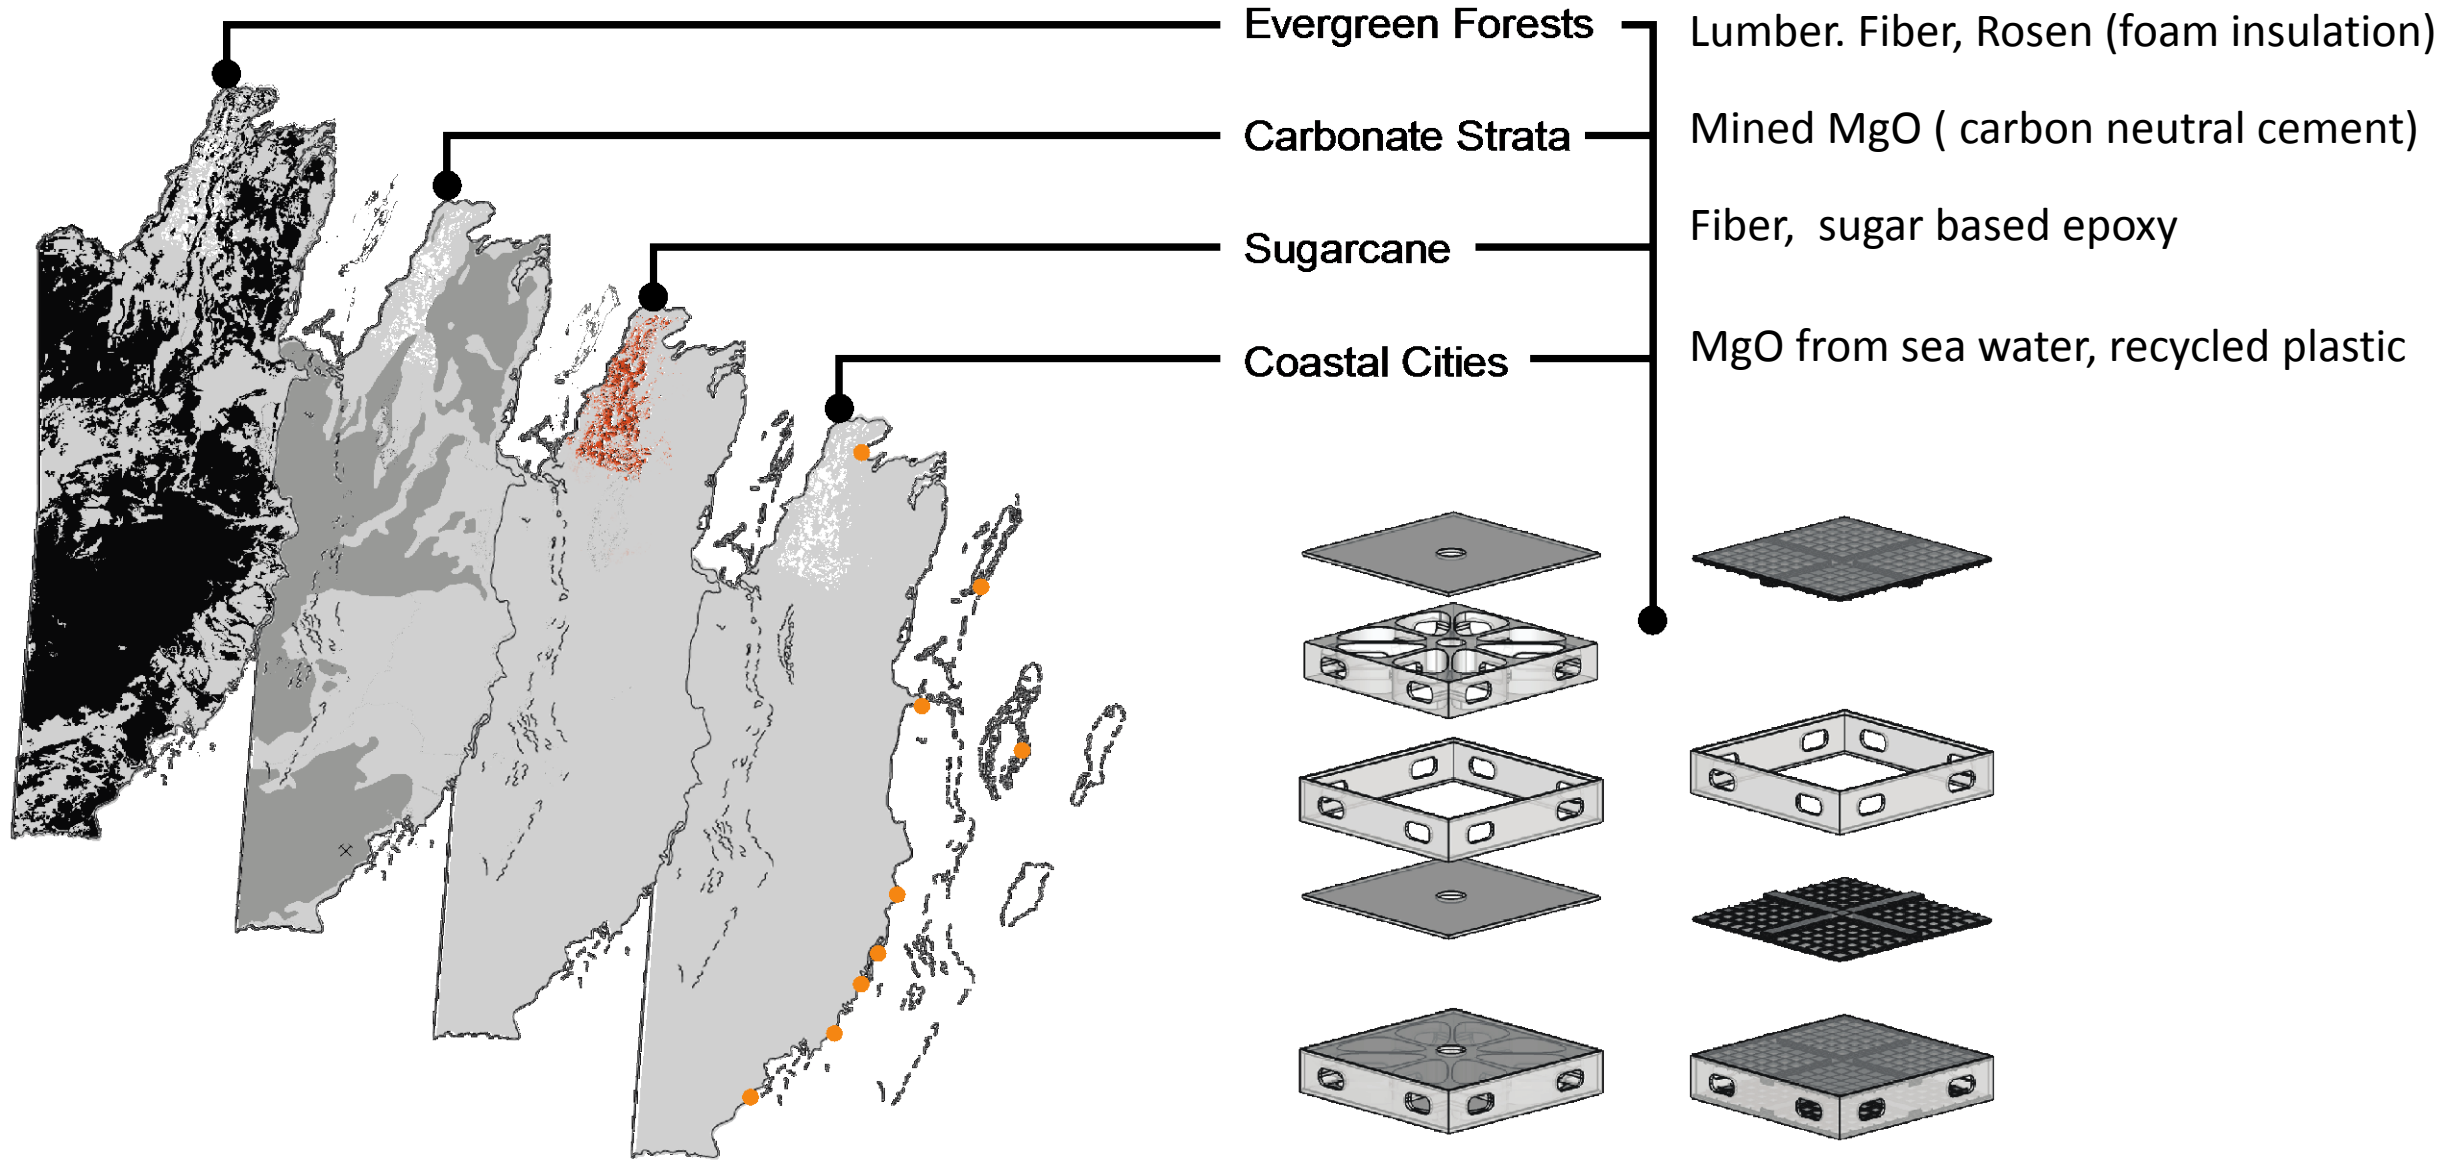 Evergreen Forests
Lumber. Fiber, Rosen (foam insulation)
Carbonate Strata
Mined MgO ( carbon neutral cement)
Sugarcane
Fiber,  sugar based epoxy
Coastal Cities
MgO from sea water, recycled plastic